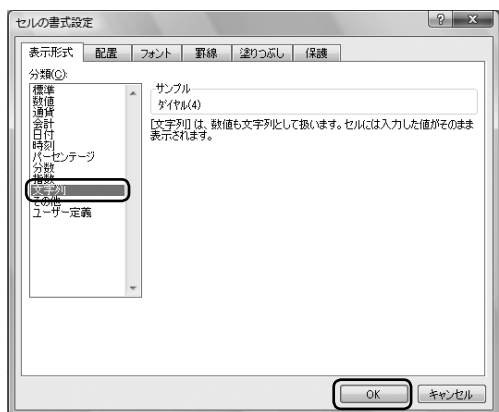 セルの書式設定
表示形式 配置 フォント 罫線 塗りつぶし 保護
分類(C):
標準
数値
通貨
会計
日付
時刻
パーセンテージ
分数
指数
文字列
その他
ユーザー定義
サンプル
ダイヤル(4)
[文字列] は、数値も文字列として扱います。セルには入力した値がそのまま
表示されます。
OK キャンセル